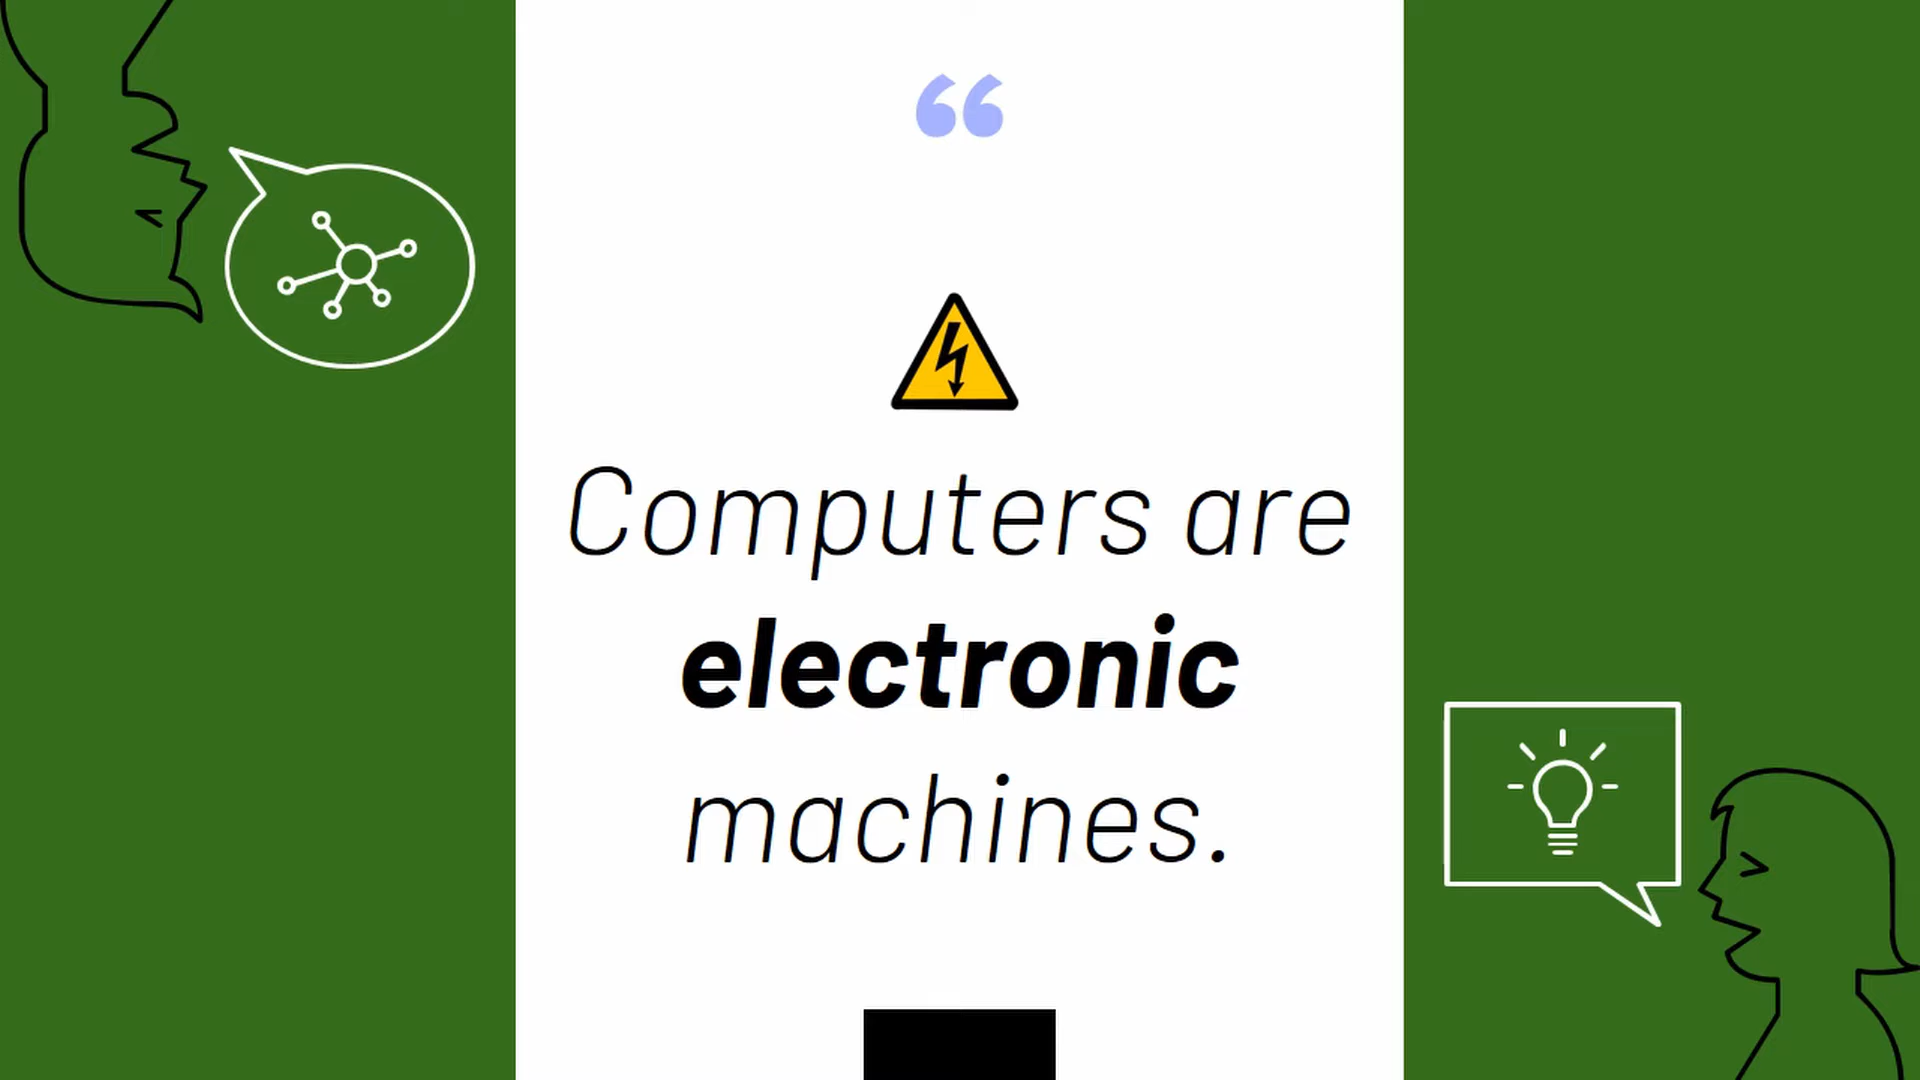 “
Computers are
electronic
machines.